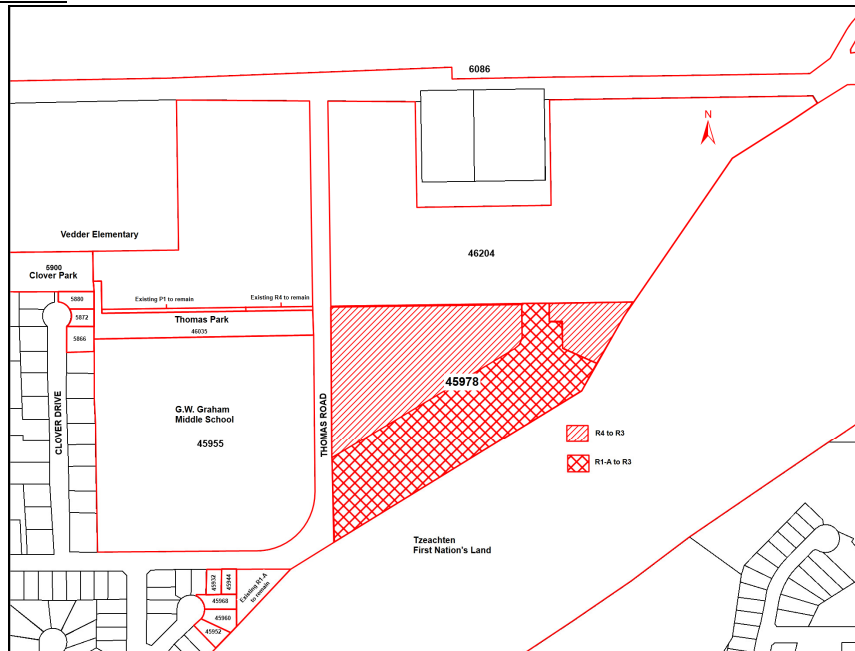 6086
N
Vedder Elementary
46204
5900
Clover Park
5880
Existing P1 to remain
Existing R4 to remain
5872
Thomas Park
46035
5866
45978
G.W. Graham
Middle School
45955
THOMAS ROAD
CLOVER DRIVE
R4 to R3
R1-A to R3
Tzeachten
First Nation's Land
45932
45944
Existing R1-A
to remain
45968
45960
45952